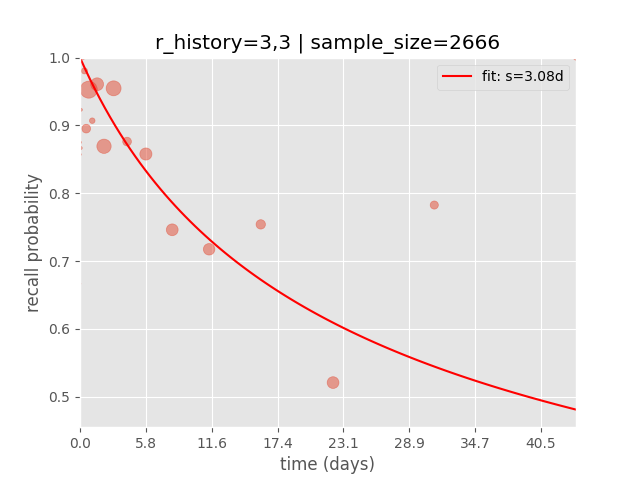 r_history=3,3 | sample_size=2666
fit: s=3.08d
1.0
0.9
0.8
0.7
0.6
0.5
recall probability
0.0 5.8 11.6 17.4 23.1 28.9 34.7 40.5
time (days)